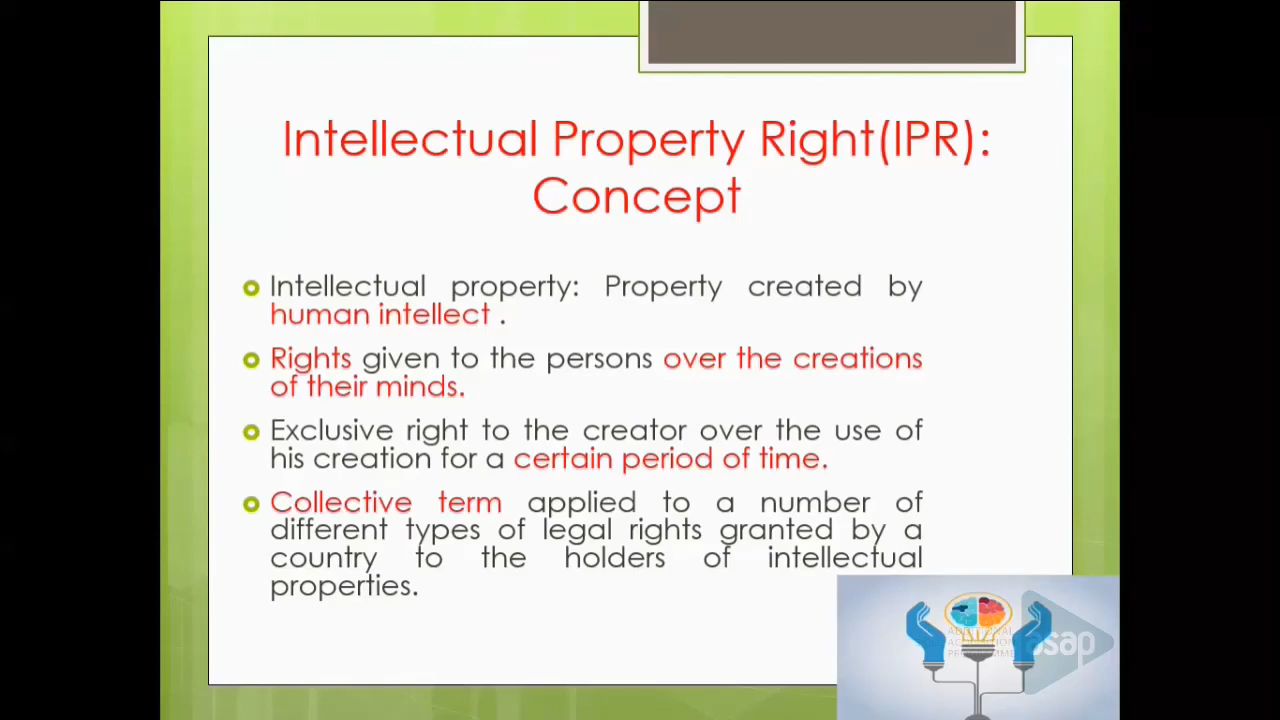 Intellectual Property Right(IPR):
Concept
Intellectual property: Property created by
human intellect .
Rights given to the persons over the creations
of their minds.
Exclusive right to the creator over the use of
his creation for a certain period of time.
Collective term applied to a number of
different types of legal rights granted by a
country to the holders of intellectual
properties.
asap